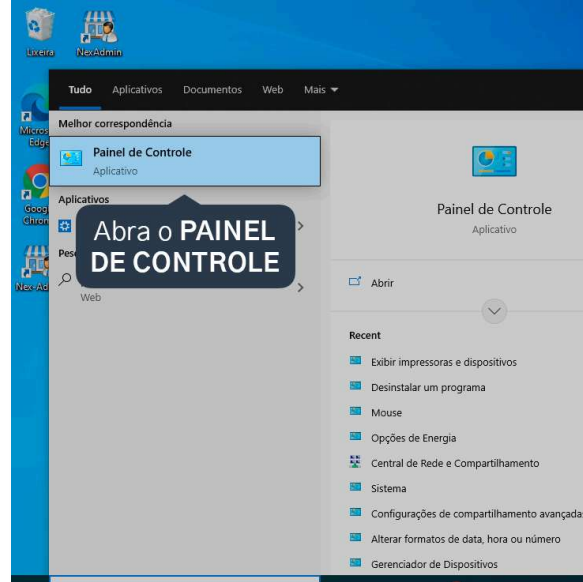 Lixeira
NexAdmin
Tudo Aplicativos Documentos Web Mais
Micros
Edge
Melhor correspondência
Painel de Controle
Aplicativo
Goog
Chrom
Aplicativos
Abra o PAINEL
DE CONTROLE
Pes
Web
Nex-Ad
Painel de Controle
Aplicativo
Abrir
Recent
Exibir impressoras e dispositivos
Desinstalar um programa
Mouse
Opções de Energia
Central de Rede e Compartilhamento
Sistema
Configurações de compartilhamento avançadas
Alterar formatos de data, hora ou número
Gerenciador de Dispositivos